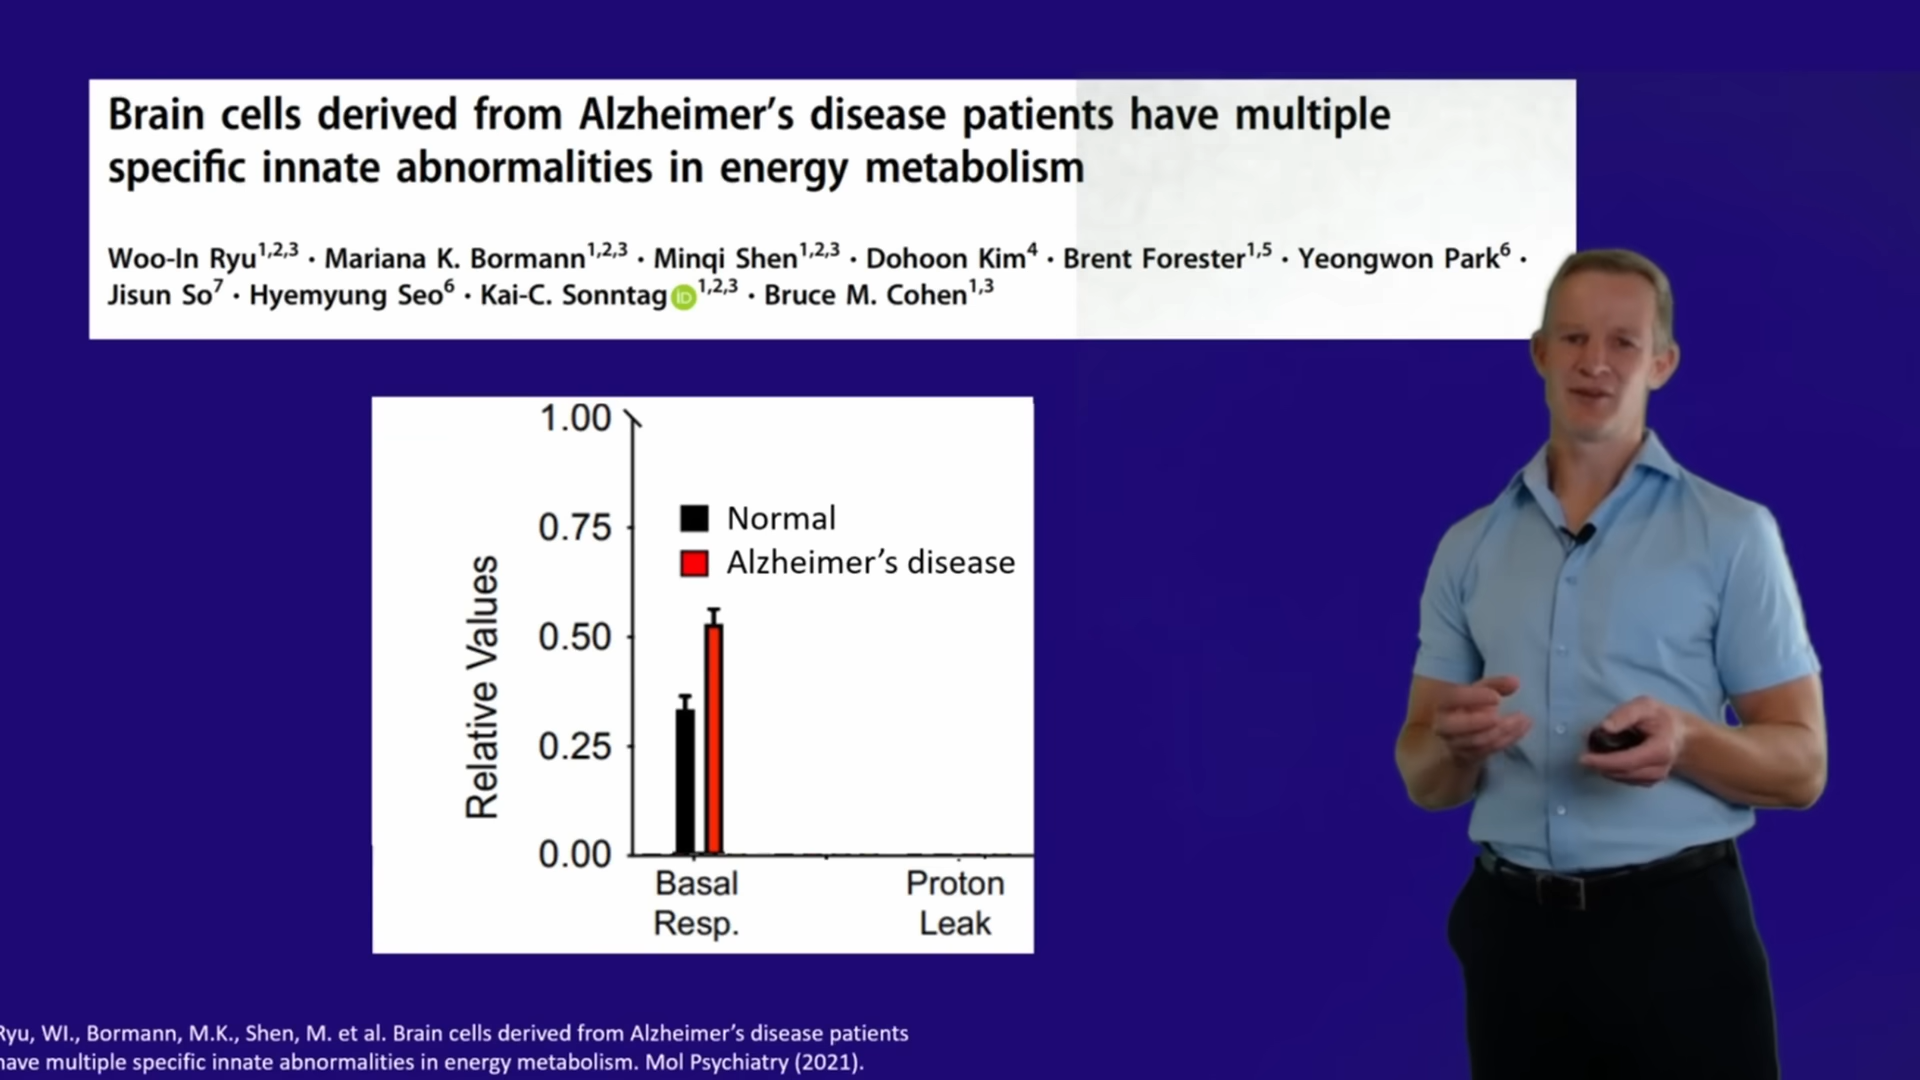 Brain cells derived from Alzheimer's disease patients have multiple
specific innate abnormalities in energy metabolism
Woo-In Ryu1,2,3 · Mariana K. Bormann1,2,3 · Minqi Shen1,2,3 · Dohoon Kim4 · Brent Forester1,5 · Yeongwon Park6 ·
Jisun So7 · Hyemyung Seo6 · Kai-C. Sonntag iD 1,2,3 · Bruce M. Cohen1,3
1.00
0.75
0.50
0.25
0.00
Relative Values
Normal
Alzheimer's disease
Basal
Resp.
Proton
Leak
Ryu, WI., Bormann, M.K., Shen, M. et al. Brain cells derived from Alzheimer's disease patients
have multiple specific innate abnormalities in energy metabolism. Mol Psychiatry (2021).